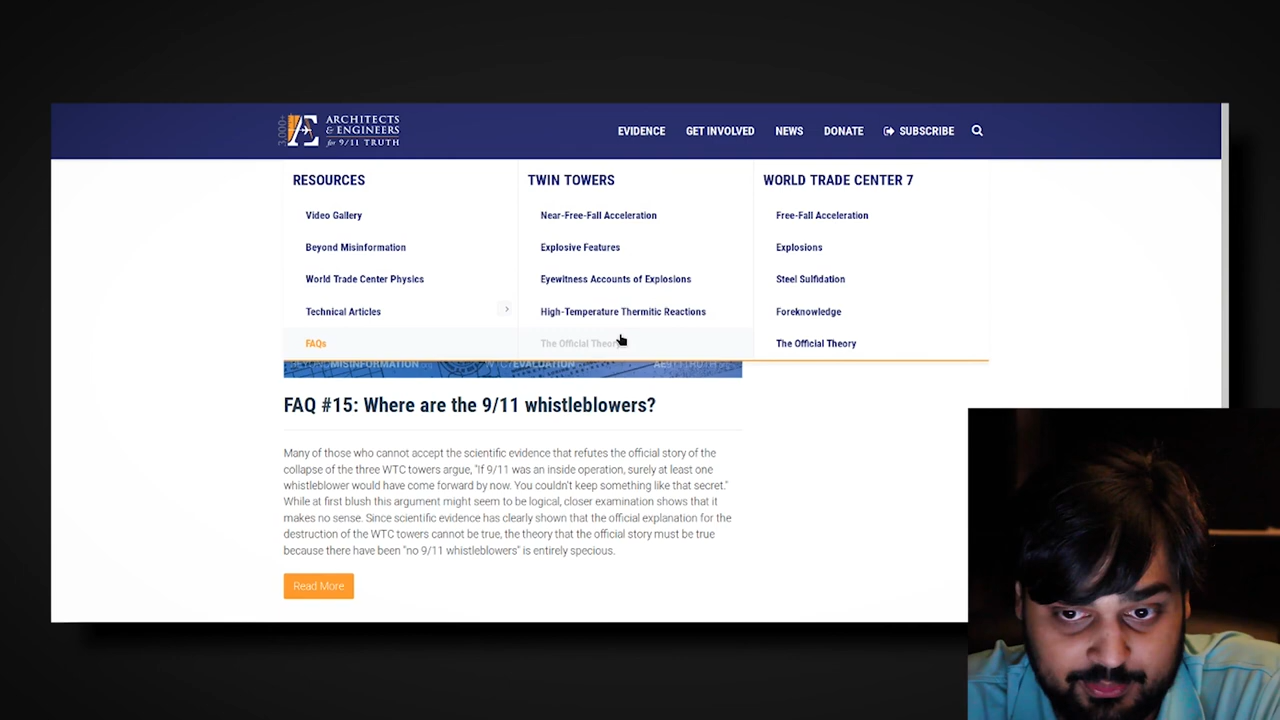 3,000+
ARCHITECTS
& ENGINEERS
for 9/11 TRUTH
EVIDENCE GET INVOLVED NEWS DONATE SUBSCRIBE
RESOURCES
Video Gallery
Beyond Misinformation
World Trade Center Physics
Technical Articles
FAQs
TWIN TOWERS
Near-Free-Fall Acceleration
Explosive Features
Eyewitness Accounts of Explosions
High-Temperature Thermitic Reactions
The Official Theory
WORLD TRADE CENTER 7
Free-Fall Acceleration
Explosions
Steel Sulfidation
Foreknowledge
The Official Theory
BEYOND MISINFORMATION EVALUATION
FAQ #15: Where are the 9/11 whistleblowers?
Many of those who cannot accept the scientific evidence that refutes the official story of the
collapse of the three WTC towers argue, "If 9/11 was an inside operation, surely at least one
whistleblower would have come forward by now. You couldn't keep something like that secret."
While at first blush this argument might seem to be logical, closer examination shows that it
makes no sense. Since scientific evidence has clearly shown that the official explanation for the
destruction of the WTC towers cannot be true, the theory that the official story must be true
because there have been "no 9/11 whistleblowers" is entirely specious.
Read More